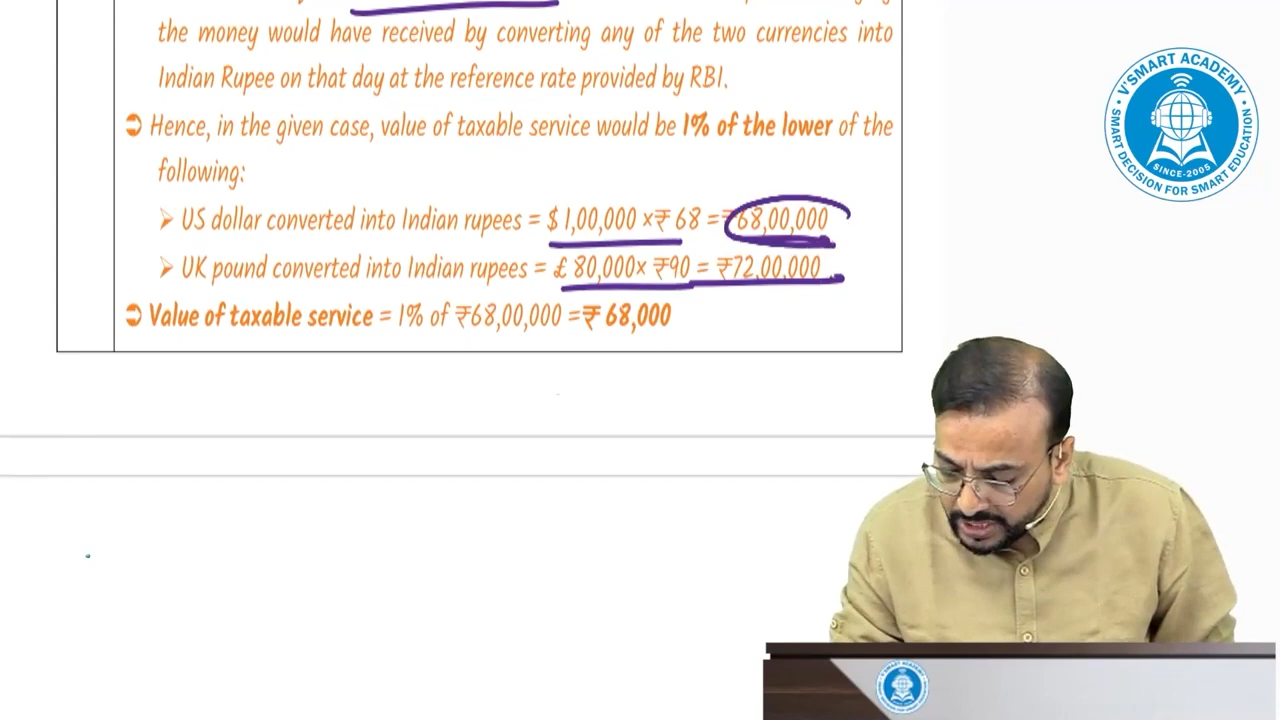 the money would have received by converting any of the two currencies into
Indian Rupee on that day at the reference rate provided by RBI.
➲ Hence, in the given case, value of taxable service would be 1% of the lower of the
following:
➢ US dollar converted into Indian rupees = $ 1,00,000 ×₹ 68 = ₹68,00,000
➢ UK pound converted into Indian rupees = £ 80,000× ₹90 = ₹72,00,000
➲ Value of taxable service = 1% of ₹68,00,000 =₹ 68,000
V'SMART ACADEMY
SINCE-2005
SMART DECISION FOR SMART EDUCATION